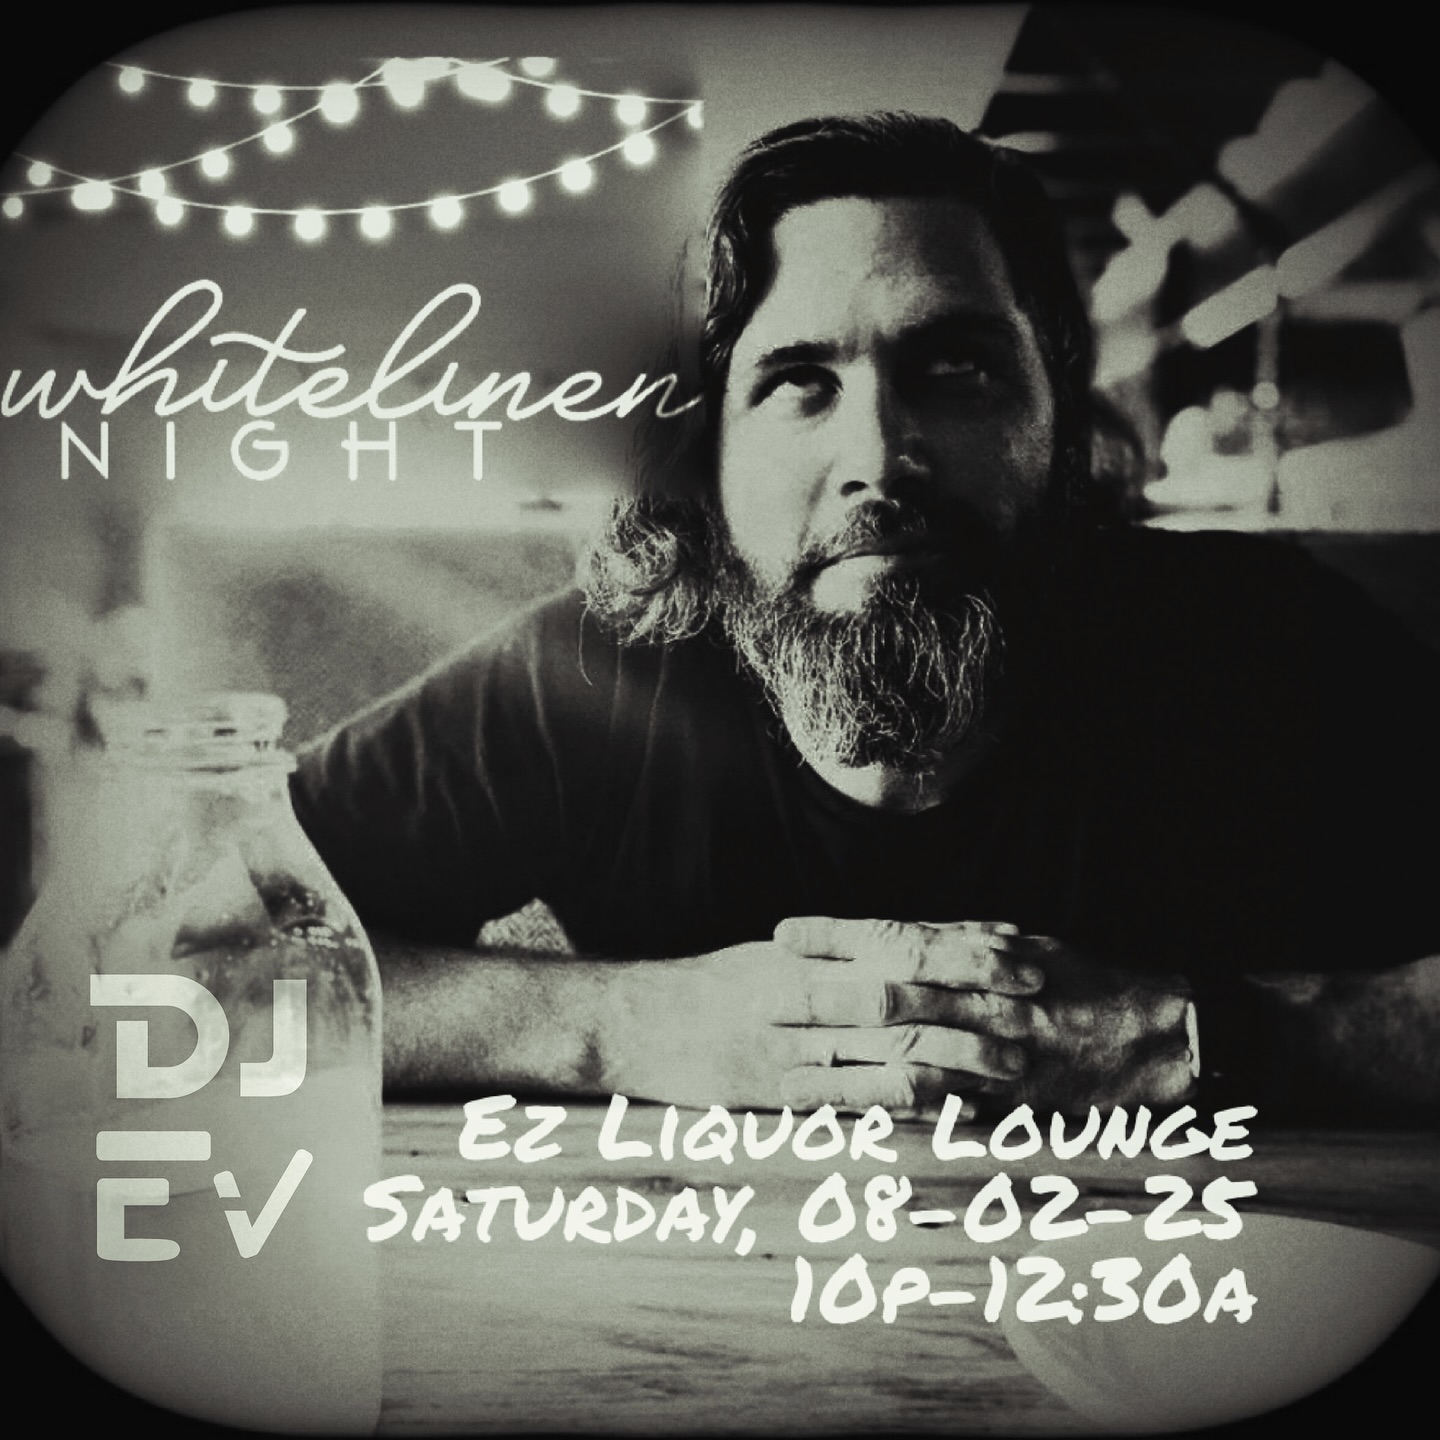 whitelinen
NIGHT
DJ
EV
Ez Liquor Lounge
Saturday, 08-02-25
10p-12:30a